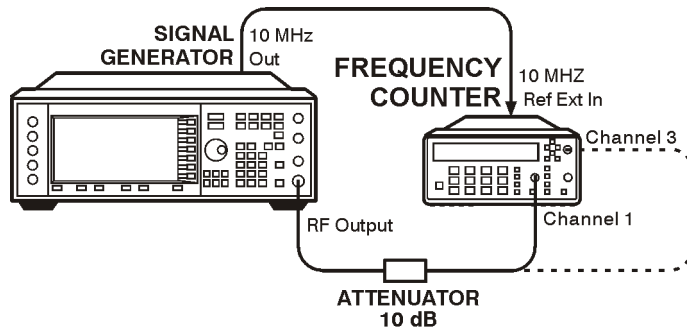 SIGNAL
GENERATOR
10 MHz
Out
FREQUENCY
COUNTER
10 MHZ
Ref Ext In
Channel 3
Channel 1
RF Output
ATTENUATOR
10 dB